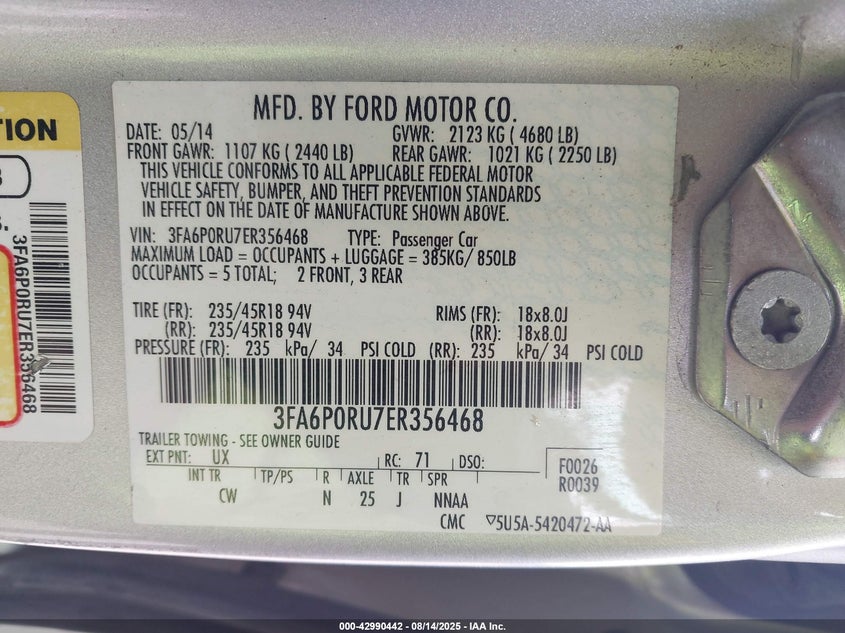 TION
3
3FA6P0RU7ER356468
MFD. BY FORD MOTOR CO.
DATE: 05/14 GVWR: 2123 KG ( 4680 LB)
FRONT GAWR: 1107 KG ( 2440 LB) REAR GAWR: 1021 KG ( 2250 LB)
THIS VEHICLE CONFORMS TO ALL APPLICABLE FEDERAL MOTOR
VEHICLE SAFETY, BUMPER, AND THEFT PREVENTION STANDARDS
IN EFFECT ON THE DATE OF MANUFACTURE SHOWN ABOVE.
VIN: 3FA6P0RU7ER356468 TYPE: Passenger Car
MAXIMUM LOAD = OCCUPANTS + LUGGAGE = 385KG/ 850LB
OCCUPANTS = 5 TOTAL; 2 FRONT, 3 REAR
TIRE (FR): 235/45R18 94V RIMS (FR): 18x8.0J
(RR): 235/45R18 94V (RR): 18x8.0J
PRESSURE (FR): 235 kPa/ 34 PSI COLD (RR): 235 kPa/ 34 PSI COLD
3FA6P0RU7ER356468
TRAILER TOWING - SEE OWNER GUIDE
EXT PNT: UX RC: 71 DSO: F0026
INT TR TP/PS R AXLE TR SPR R0039
CW N 25 J NNAA
CMC ▽5U5A-5420472-AA
000-42990442 - 08/14/2025 - IAA Inc.